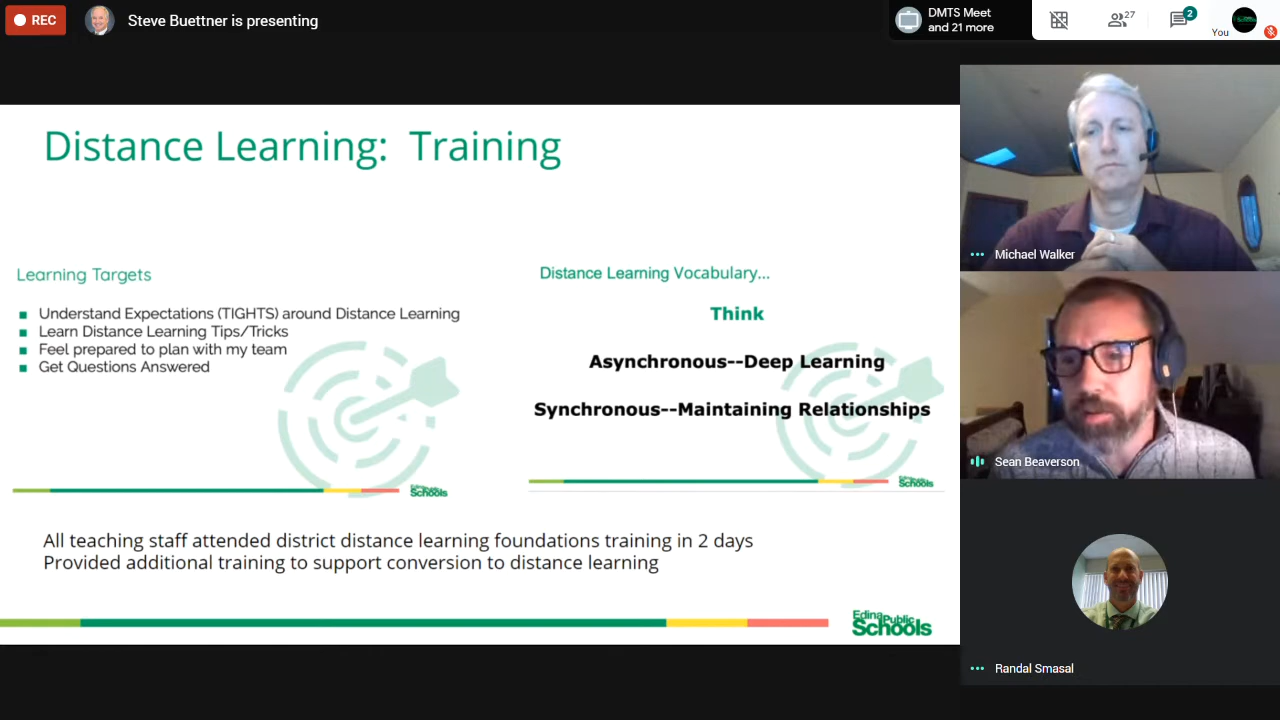 REC
Steve Buettner is presenting
DMTS Meet
and 21 more
27
2
You
Distance Learning: Training
Learning Targets
Understand Expectations (TIGHTS) around Distance Learning
Learn Distance Learning Tips/Tricks
Feel prepared to plan with my team
Get Questions Answered
Schools
Distance Learning Vocabulary...
Think
Asynchronous--Deep Learning
Synchronous--Maintaining Relationships
Schools
All teaching staff attended district distance learning foundations training in 2 days
Provided additional training to support conversion to distance learning
Edina Public
Schools
Michael Walker
Sean Beaverson
Randal Smasal